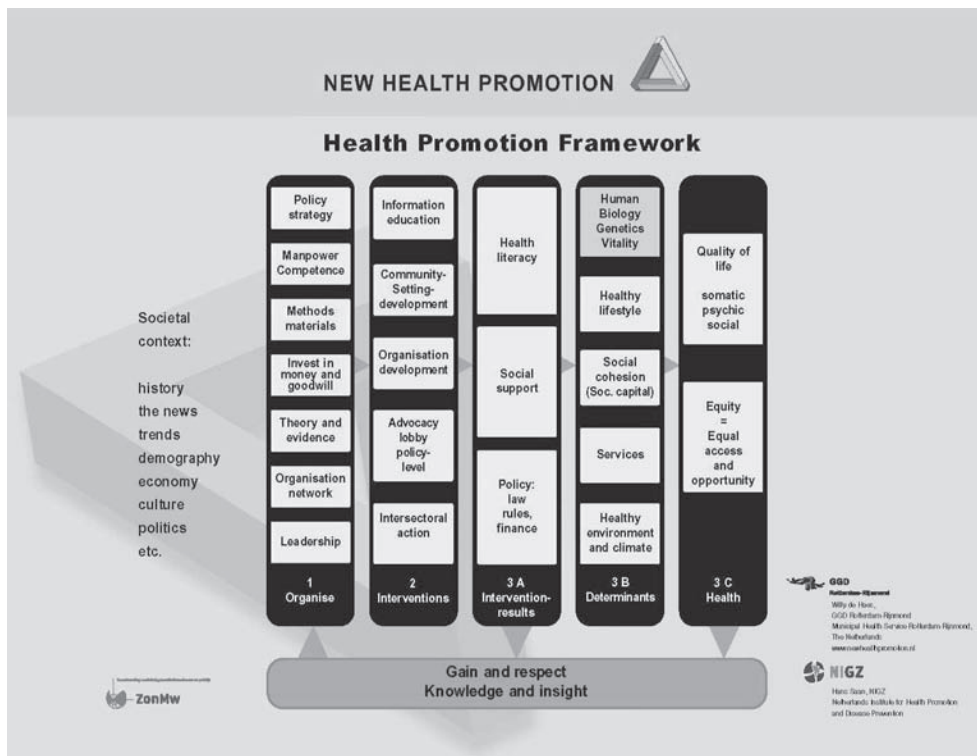 NEW HEALTH PROMOTION
Health Promotion Framework
Societal
context:
history
the news
trends
demography
economy
culture
politics
etc.
Policy
strategy
Manpower
Competence
Methods
materials
Invest in
money and
goodwill
Theory and
evidence
Organisation
network
Leadership
1
Organise
Information
education
Community-
Setting-
development
Organisation
development
Advocacy
lobby
policy-
level
Intersectoral
action
2
Interventions
Health
literacy
Social
support
Policy:
law
rules,
finance
3 A
Intervention-
results
Human
Biology
Genetics
Vitality
Healthy
lifestyle
Social
cohesion
(Soc. capital)
Services
Healthy
environment
and climate
3 B
Determinants
Quality of
life
somatic
psychic
social
Equity
=
Equal
access
and
opportunity
3 C
Health
Gain and respect
Knowledge and insight
ZonMw
GGD
Rotterdam-Rijnmond
GGD Rotterdam-Rijnmond
Municipal Health Service Rotterdam-Rijnmond,
The Netherlands
NIGZ
Hans Saan, NIGZ
Netherlands Institute for Health Promotion
and Disease Prevention